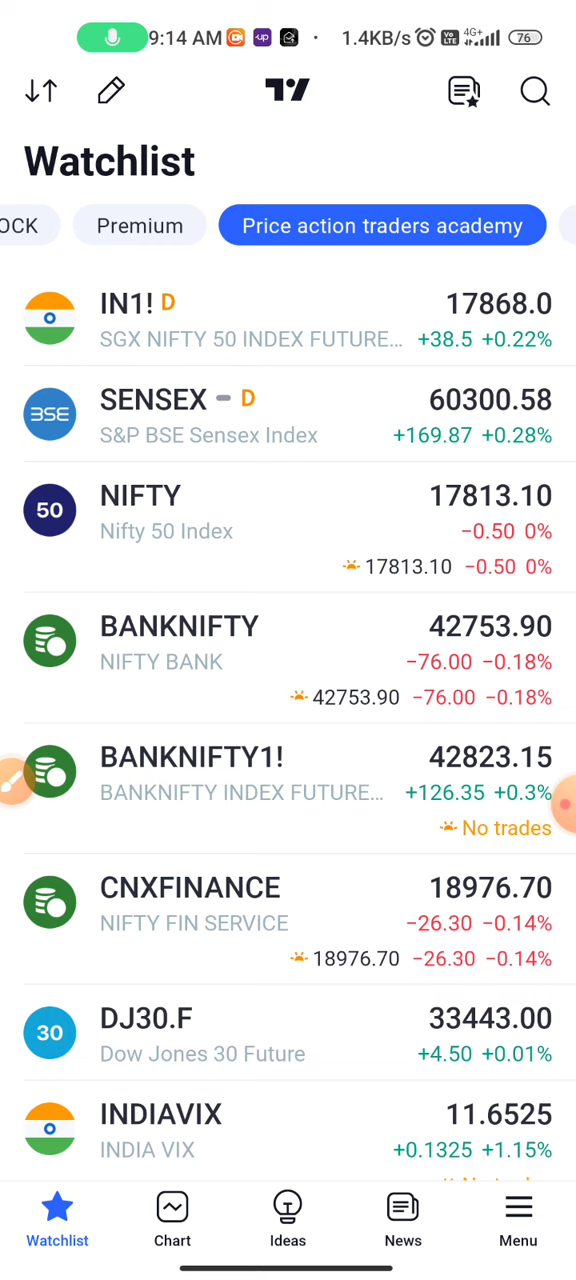 9:14 AM up · 1.4KB/s Vo LTE 4G+ 76
Watchlist
OCK Premium Price action traders academy
IN1! D 17868.0
SGX NIFTY 50 INDEX FUTURE... +38.5 +0.22%
BSE SENSEX D 60300.58
S&P BSE Sensex Index +169.87 +0.28%
50 NIFTY 17813.10
Nifty 50 Index −0.50 0%
17813.10 −0.50 0%
BANKNIFTY 42753.90
NIFTY BANK −76.00 −0.18%
42753.90 −76.00 −0.18%
BANKNIFTY1! 42823.15
BANKNIFTY INDEX FUTURE... +126.35 +0.3%
No trades
CNXFINANCE 18976.70
NIFTY FIN SERVICE −26.30 −0.14%
18976.70 −26.30 −0.14%
30 DJ30.F 33443.00
Dow Jones 30 Future +4.50 +0.01%
INDIAVIX 11.6525
INDIA VIX +0.1325 +1.15%
Watchlist Chart Ideas News Menu